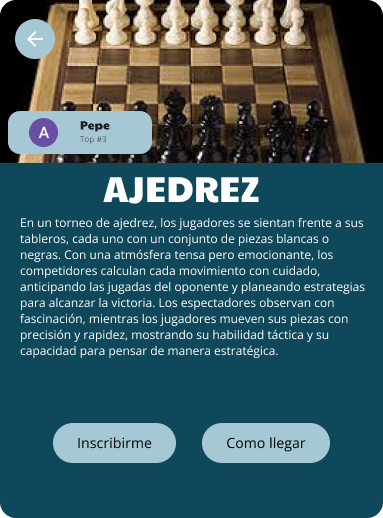 A
Pepe
Top #3
AJEDREZ
En un torneo de ajedrez, los jugadores se sientan frente a sus
tableros, cada uno con un conjunto de piezas blancas o
negras. Con una atmósfera tensa pero emocionante, los
competidores calculan cada movimiento con cuidado,
anticipando las jugadas del oponente y planeando estrategias
para alcanzar la victoria. Los espectadores observan con
fascinación, mientras los jugadores mueven sus piezas con
precisión y rapidez, mostrando su habilidad táctica y su
capacidad para pensar de manera estratégica.
Inscribirme
Como llegar